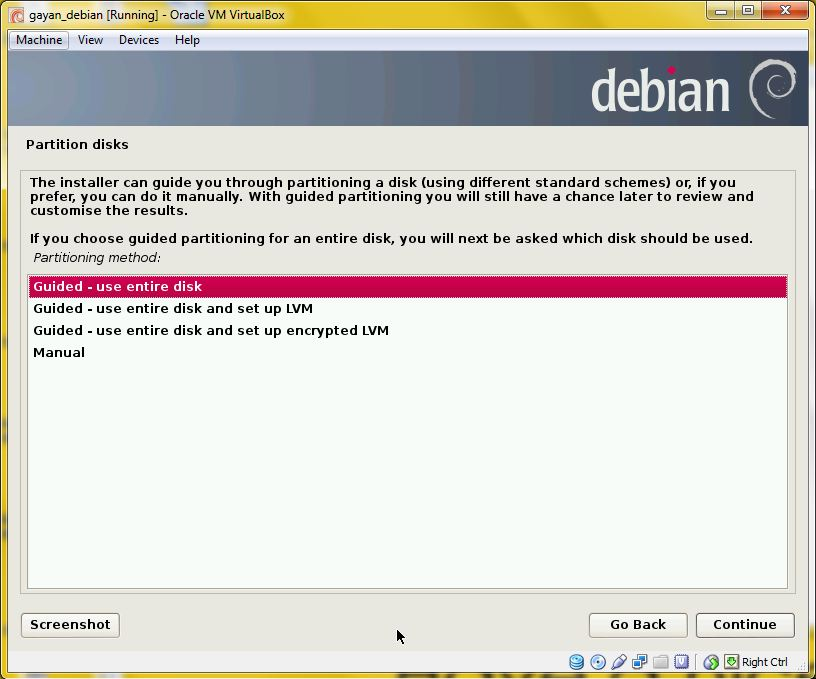 gayan_debian [Running] - Oracle VM VirtualBox
Machine View Devices Help
debian
Partition disks
The installer can guide you through partitioning a disk (using different standard schemes) or, if you
prefer, you can do it manually. With guided partitioning you will still have a chance later to review and
customise the results.
If you choose guided partitioning for an entire disk, you will next be asked which disk should be used.
Partitioning method:
Guided - use entire disk
Guided - use entire disk and set up LVM
Guided - use entire disk and set up encrypted LVM
Manual
Screenshot Go Back Continue
Right Ctrl